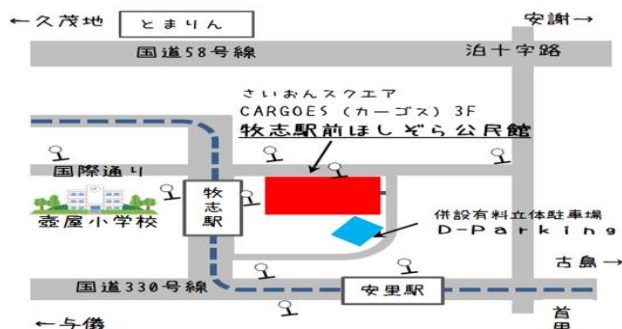 ←久茂地
とまりん
安謝→
国道58号線
泊十字路
さいおんスクエア
CARGOES（カーゴス）3F
牧志駅前ほしぞら公民館
国際通り
牧志駅
壺屋小学校
併設有料立体駐車場
D-Parking
古島→
国道330号線
安里駅
首里
←与儀